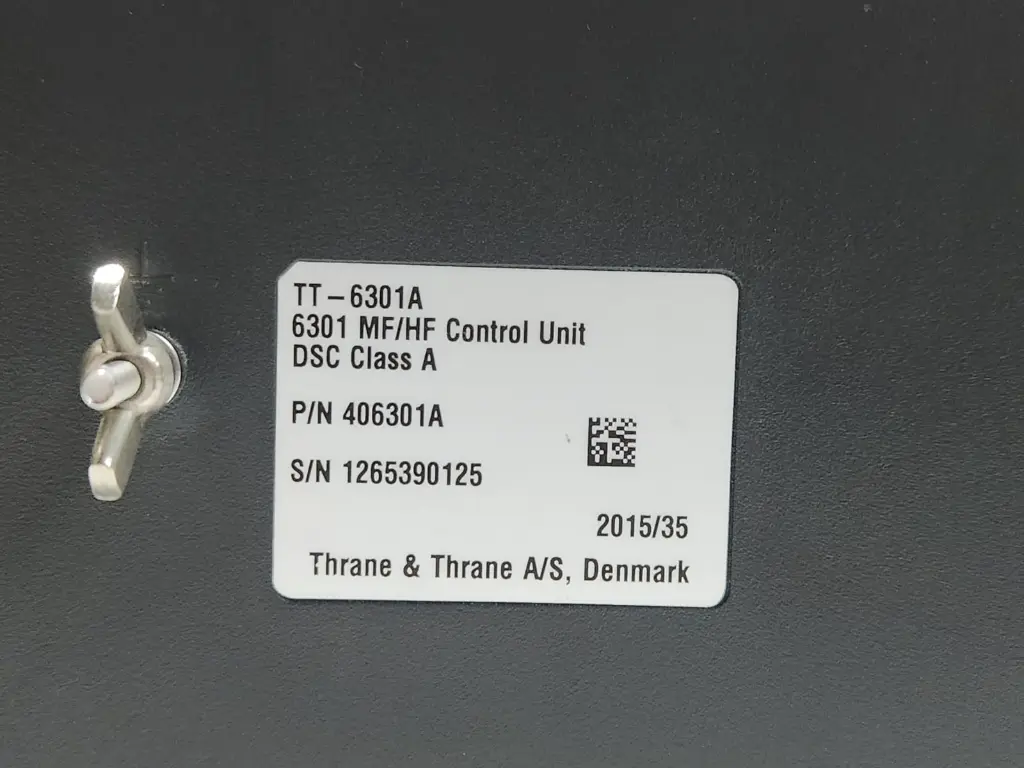 TT-6301A
6301 MF/HF Control Unit
DSC Class A
P/N 406301A
S/N 1265390125
2015/35
Thrane & Thrane A/S, Denmark